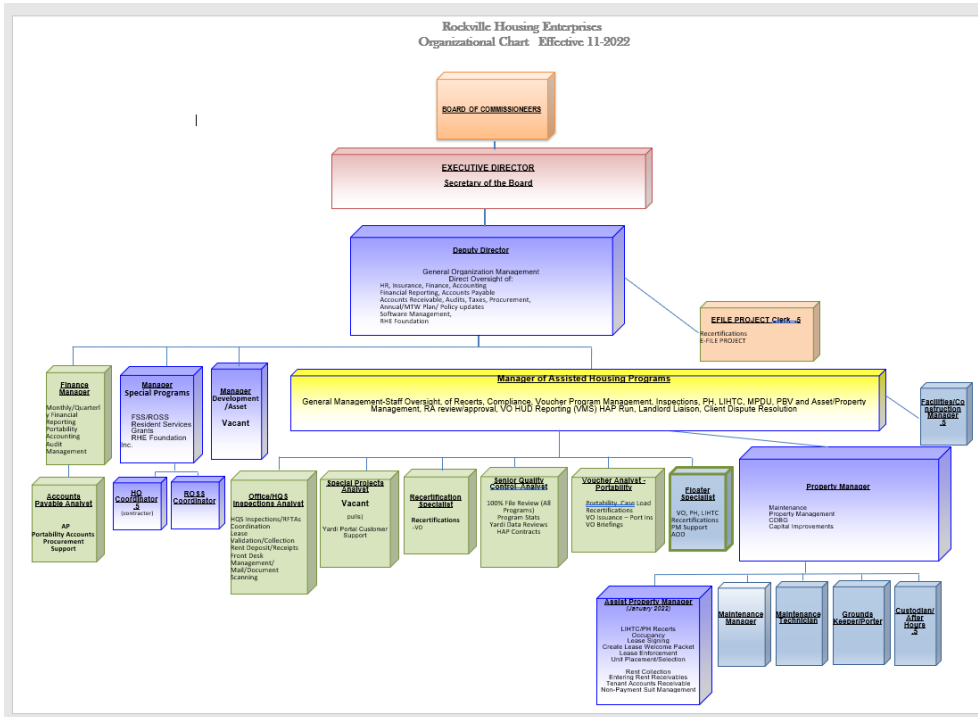 Rockville Housing Enterprises
Organizational Chart Effective 11-2022
BOARD OF COMMISSIONEERS
EXECUTIVE DIRECTOR
Secretary of the Board
Deputy Director
General Organization Management
Direct Oversight of:
HR, Insurance, Finance, Accounting
Financial Reporting, Accounts Payable
Accounts Receivable, Audits, Taxes, Procurement,
Annual/MTW Plan/ Policy updates
Software Management,
RHE Foundation
EFILE PROJECT Clerk .5
Recertifications
E-FILE PROJECT
Finance
Manager
Monthly/Quarterl
y Financial
Reporting
Portability
Accounting
Audit
Management
Manager
Special Programs
FSS/ROSS
Resident Services
Grants
RHE Foundation
Inc.
Manager
Development
/Asset
Vacant
Manager of Assisted Housing Programs
General Management-Staff Oversight, of Recerts, Compliance, Voucher Program Management, Inspections, PH, LIHTC, MPDU, PBV and Asset/Property
Management, RA review/approval, VO HUD Reporting (VMS) HAP Run, Landlord Liaison, Client Dispute Resolution
Facilities/Co
nstruction
Manager
.5
Accounts
Payable Analyst
AP
Portability Accounts
Procurement
Support
HO
Coordinator
.5
(contractor)
ROSS
Coordinator
Office/HQS
Inspections Analyst
HQS Inspections/RFTAs
Coordination
Lease
Validation/Collection
Rent Deposit/Receipts
Front Desk
Management/
Mail/Document
Scanning
Special Projects
Analyst
Vacant
pulls)
Yardi Portal Customer
Support
Recertification
Specialist
Recertifications
-VO
Senior Quality
Control Analyst
100% File Review (All
Programs)
Program Stats
Yardi Data Reviews
HAP Contracts
Voucher Analyst -
Portability
Portability Case Lead
Recertifications
VO Issuance – Port Ins
VO Briefings
Floater
Specialist
VO, PH, LIHTC
Recertifications
PM Support
ADD
Property Manager
Maintenance
Property Management
CDBG
Capital Improvements
Assist Property Manager
(January 2022)
LIHTC/PH Recerts
Occupancy
Lease Signing
Create Lease Welcome Packet
Lease Enforcement
Unit Placement/Selection
Rent Collection
Entering Rent Receivables
Tenant Accounts Receivable
Non-Payment Suit Management
Maintenance
Manager
Maintenance
Technician
Grounds
Keeper/Porter
Custodian/
After
Hours
.5